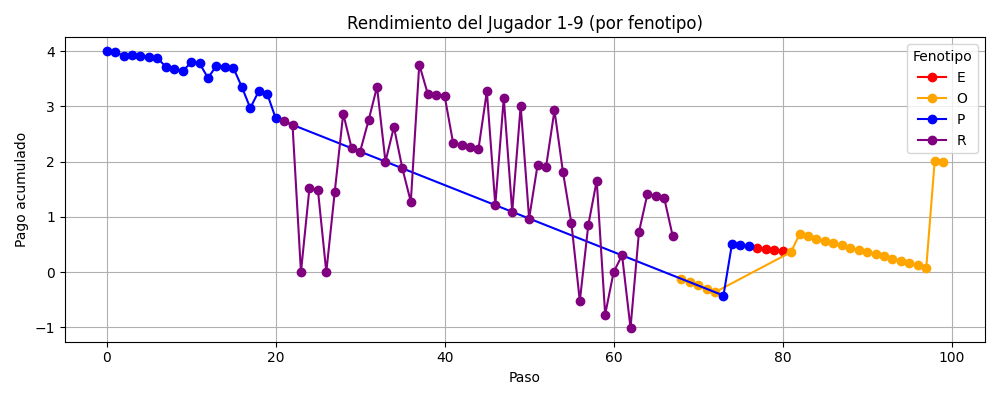 Rendimiento del Jugador 1-9 (por fenotipo)
Pago acumulado
4
3
2
1
0
−1
Fenotipo
E
O
P
R
0 20 40 60 80 100
Paso